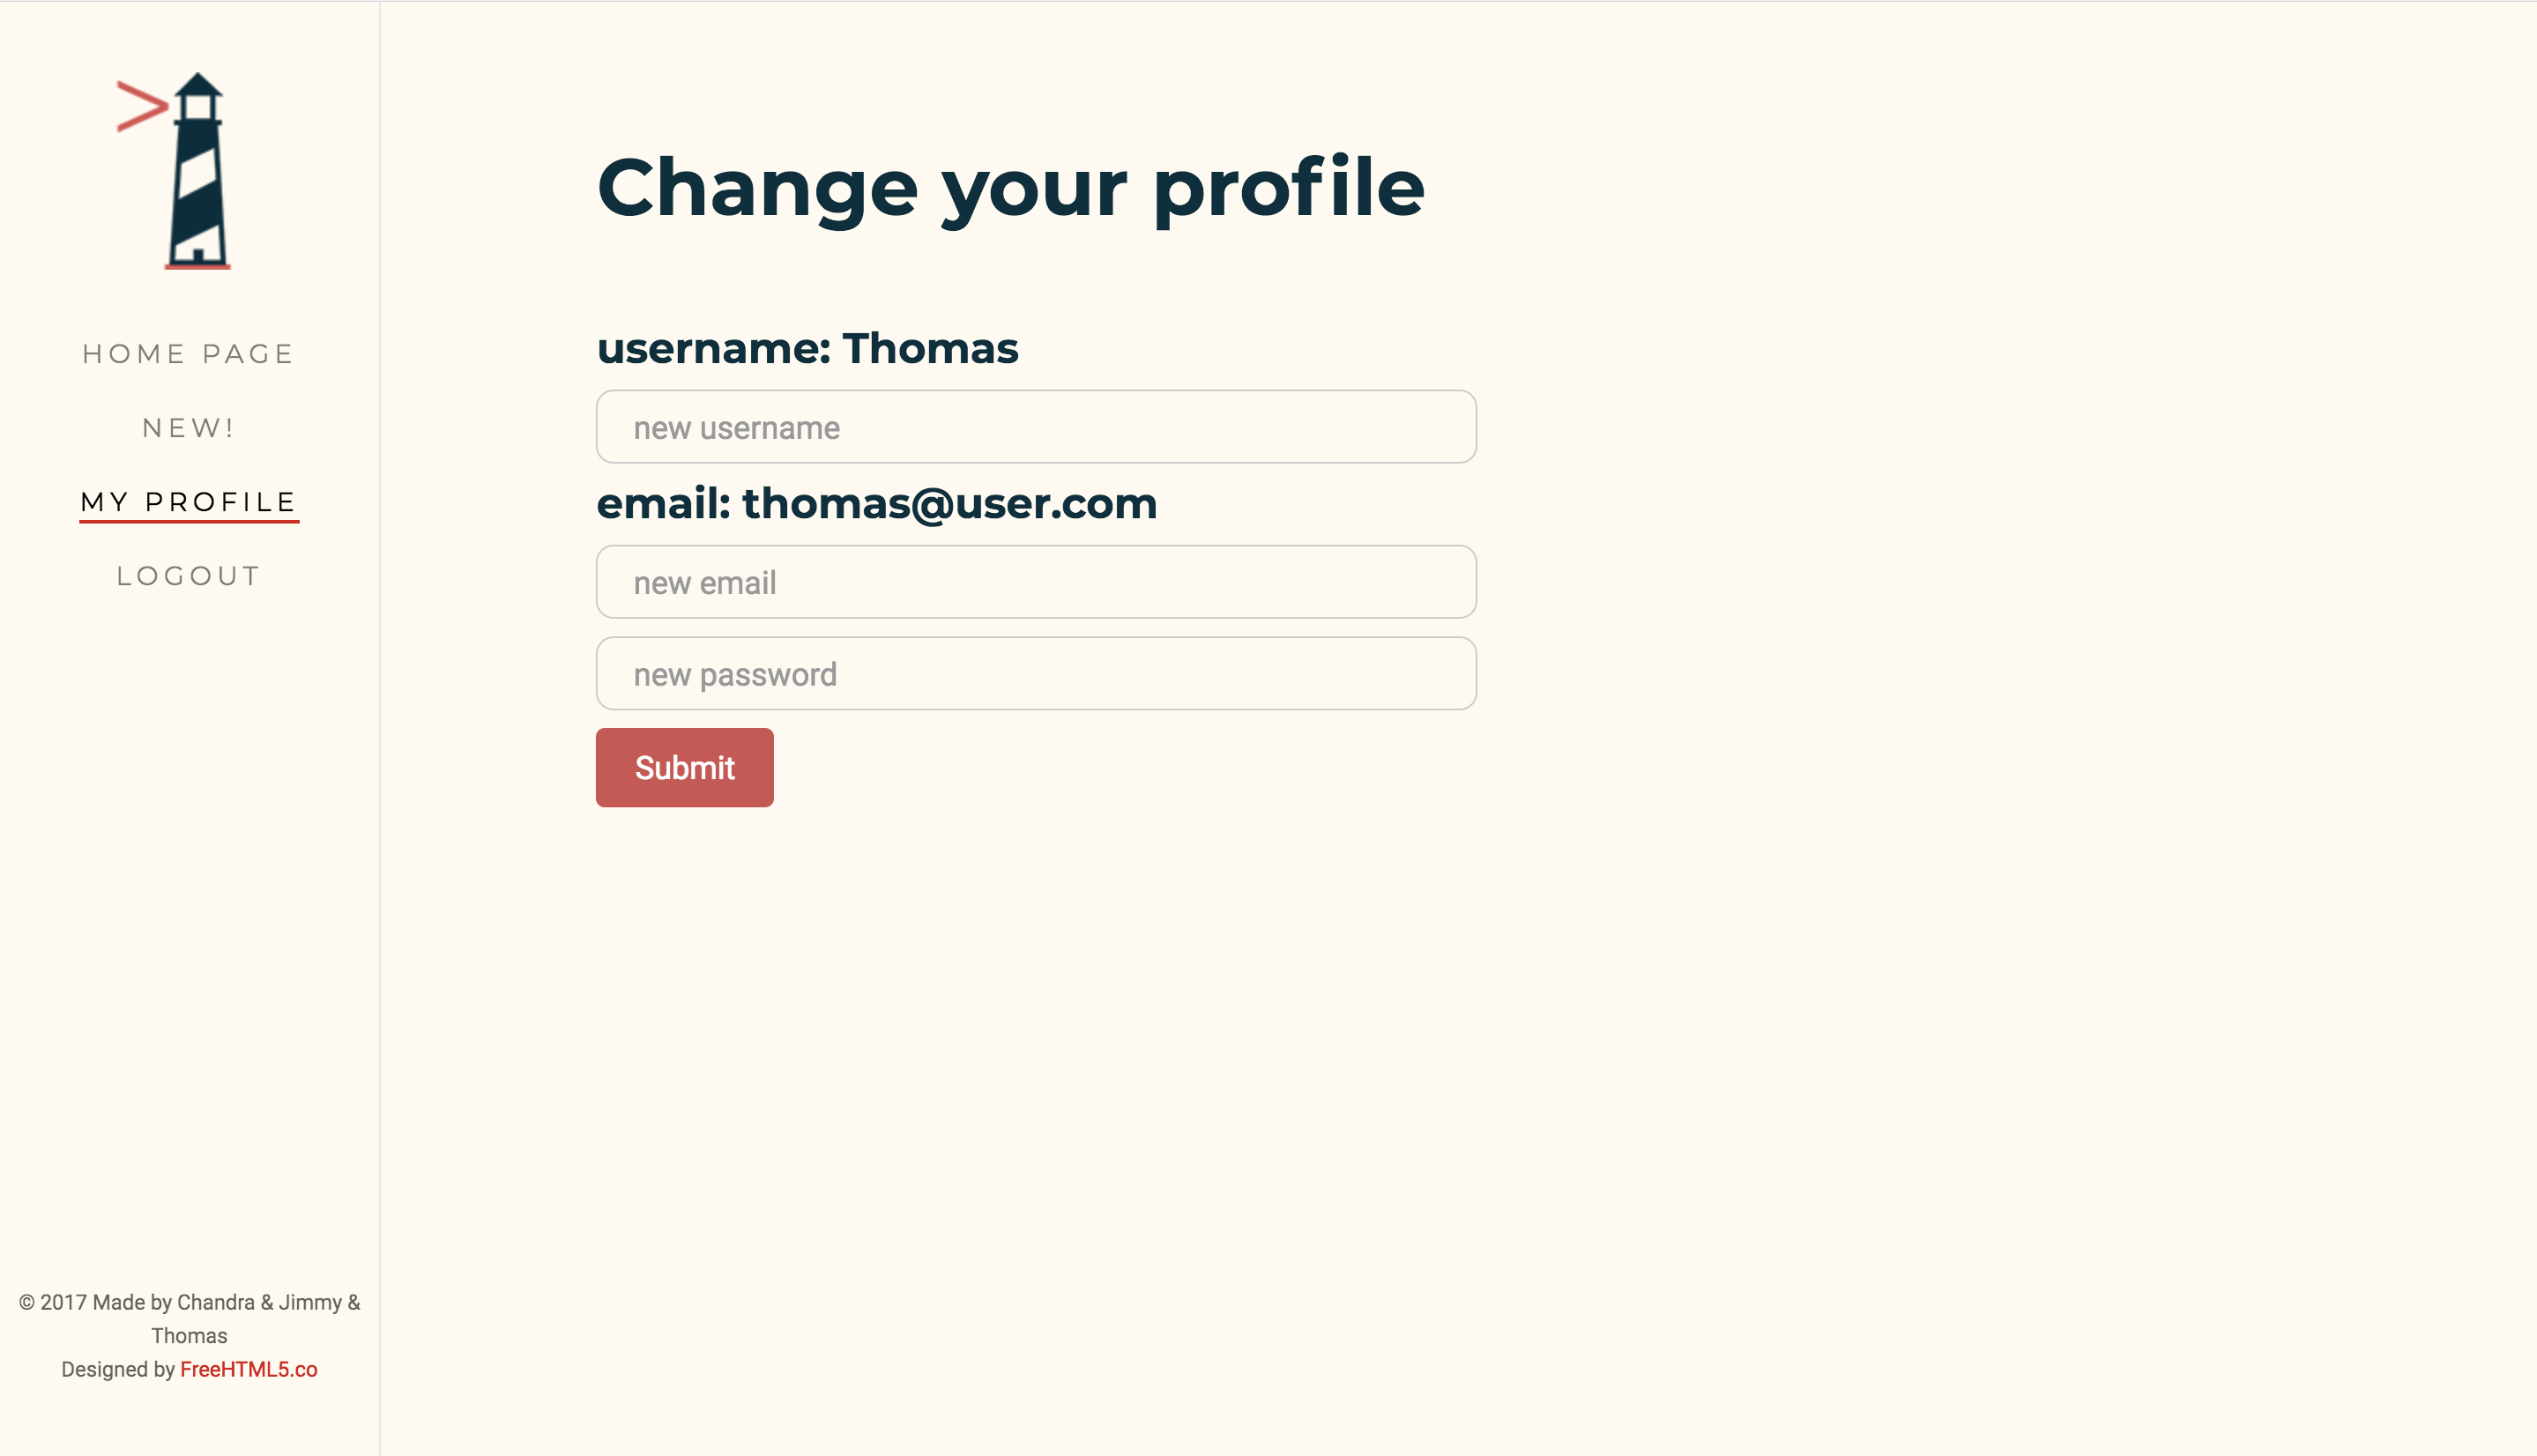 HOME PAGE
NEW!
MY PROFILE
LOGOUT
© 2017 Made by Chandra & Jimmy &
Thomas
Designed by FreeHTML5.co
Change your profile
username: Thomas
new username
email: thomas@user.com
new email
new password
Submit